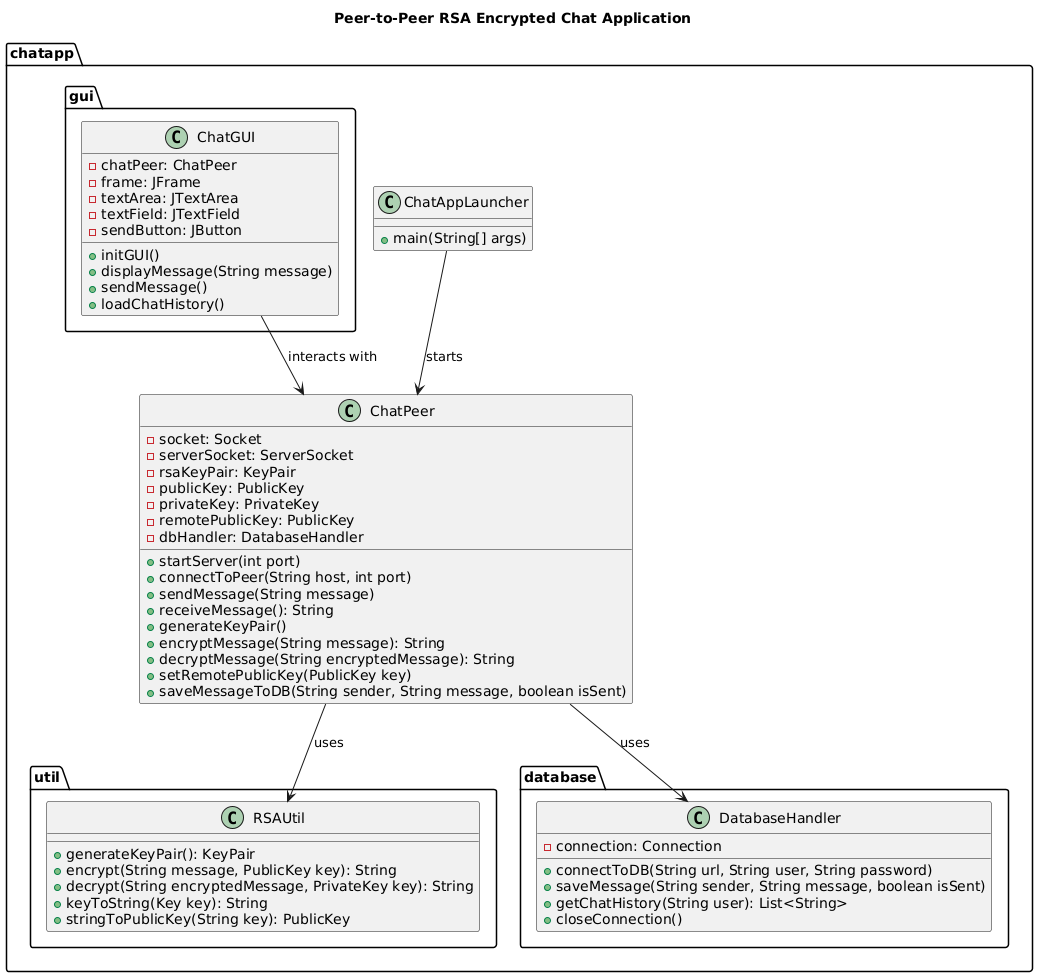 Peer-to-Peer RSA Encrypted Chat Application
chatapp
gui
C ChatGUI
chatPeer: ChatPeer
frame: JFrame
textArea: JTextArea
textField: JTextField
sendButton: JButton
initGUI()
displayMessage(String message)
sendMessage()
loadChatHistory()
C ChatAppLauncher
main(String[] args)
interacts with
starts
C ChatPeer
socket: Socket
serverSocket: ServerSocket
rsaKeyPair: KeyPair
publicKey: PublicKey
privateKey: PrivateKey
remotePublicKey: PublicKey
dbHandler: DatabaseHandler
startServer(int port)
connectToPeer(String host, int port)
sendMessage(String message)
receiveMessage(): String
generateKeyPair()
encryptMessage(String message): String
decryptMessage(String encryptedMessage): String
setRemotePublicKey(PublicKey key)
saveMessageToDB(String sender, String message, boolean isSent)
uses
uses
util
C RSAUtil
generateKeyPair(): KeyPair
encrypt(String message, PublicKey key): String
decrypt(String encryptedMessage, PrivateKey key): String
keyToString(Key key): String
stringToPublicKey(String key): PublicKey
database
C DatabaseHandler
connection: Connection
connectToDB(String url, String user, String password)
saveMessage(String sender, String message, boolean isSent)
getChatHistory(String user): List<String>
closeConnection()